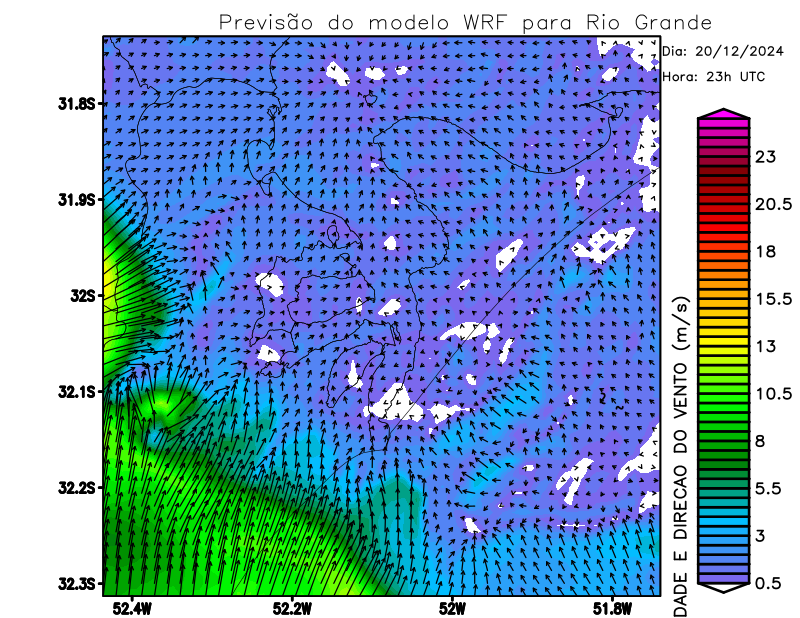 Previsão do modelo WRF para Rio Grande
Dia: 20/12/2024
Hora: 23h UTC
31.8S
31.9S
32S
32.1S
32.2S
32.3S
52.4W
52.2W
52W
51.8W
23
20.5
18
15.5
13
10.5
8
5.5
3
0.5
DADE E DIRECAO DO VENTO (m/s)